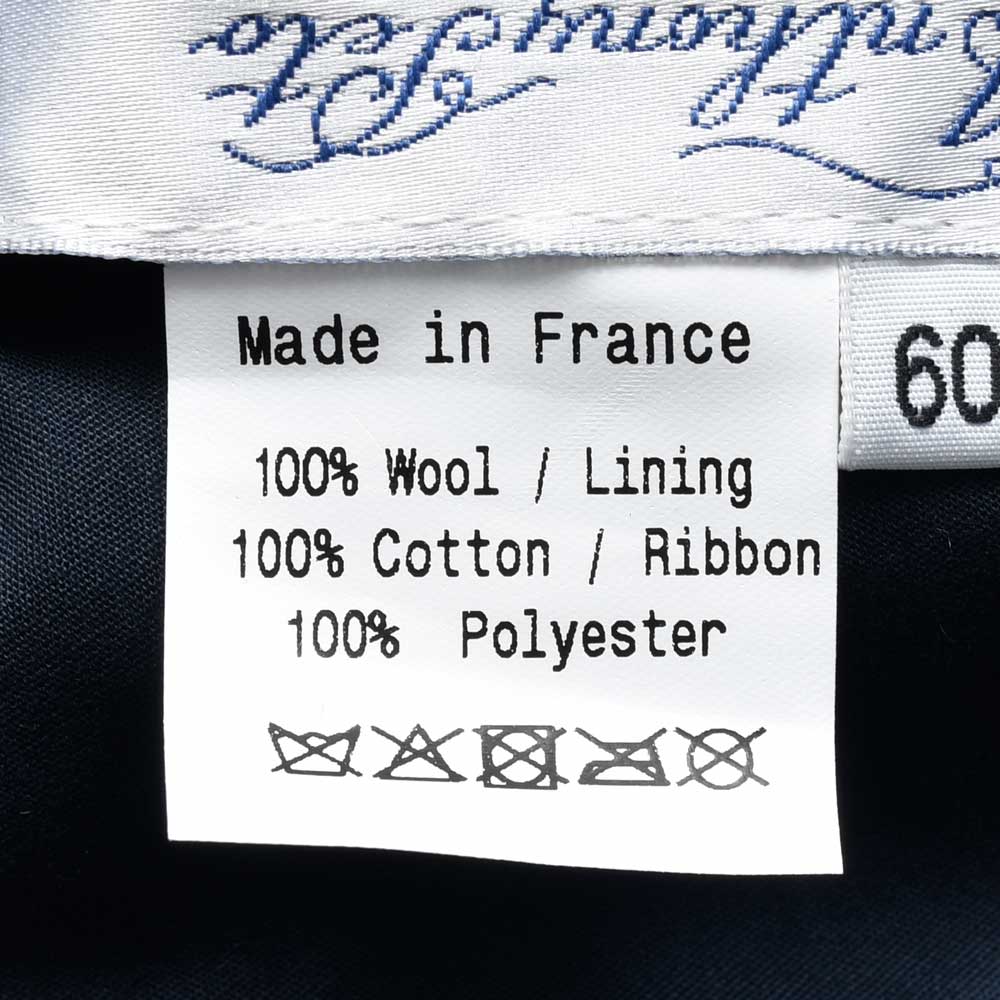 Made in France
60
100% Wool / Lining
100% Cotton / Ribbon
100% Polyester